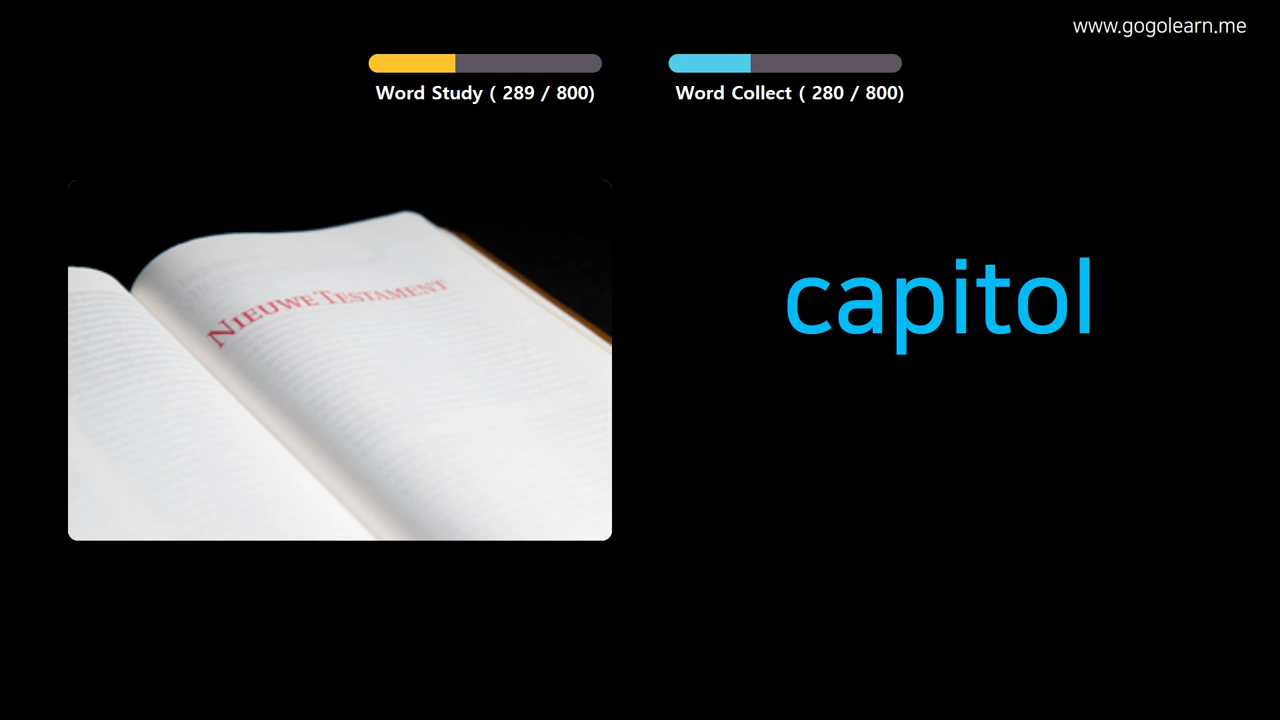 www.gogolearn.me
Word Study ( 289 / 800)
Word Collect ( 280 / 800)
NIEUWE TESTAMENT
capitol